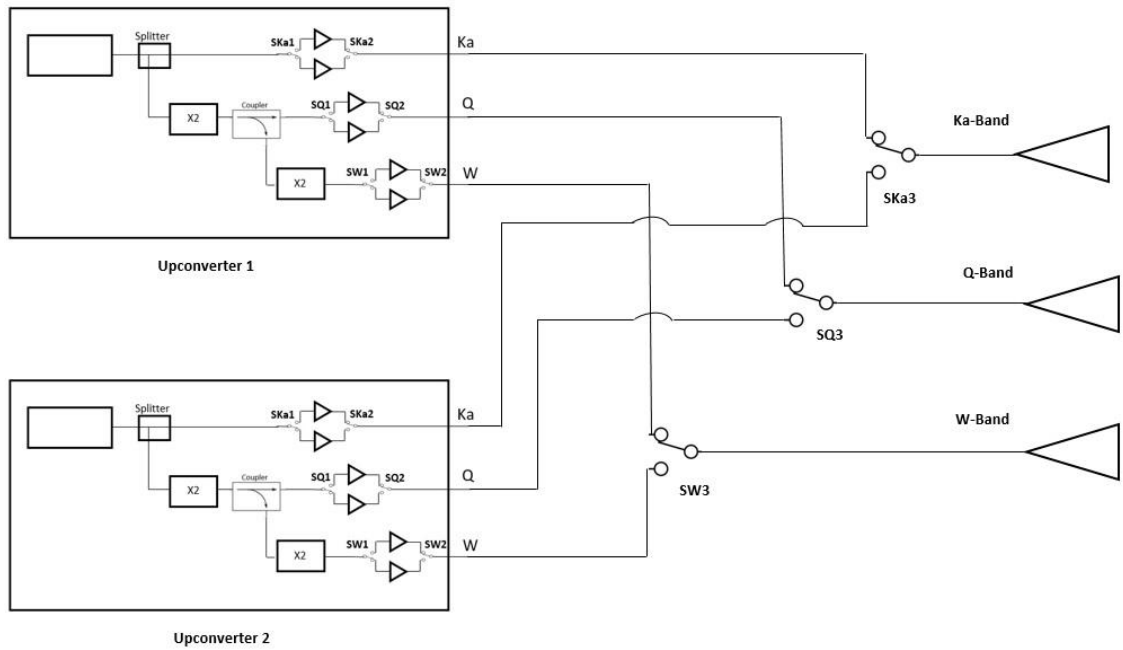 Splitter
SKa1
SKa2
Ka
X2
Coupler
SQ1
SQ2
Q
X2
SW1
SW2
W
Upconverter 1
Ka-Band
SKa3
Q-Band
SQ3
W-Band
SW3
Splitter
SKa1
SKa2
Ka
X2
Coupler
SQ1
SQ2
Q
X2
SW1
SW2
W
Upconverter 2